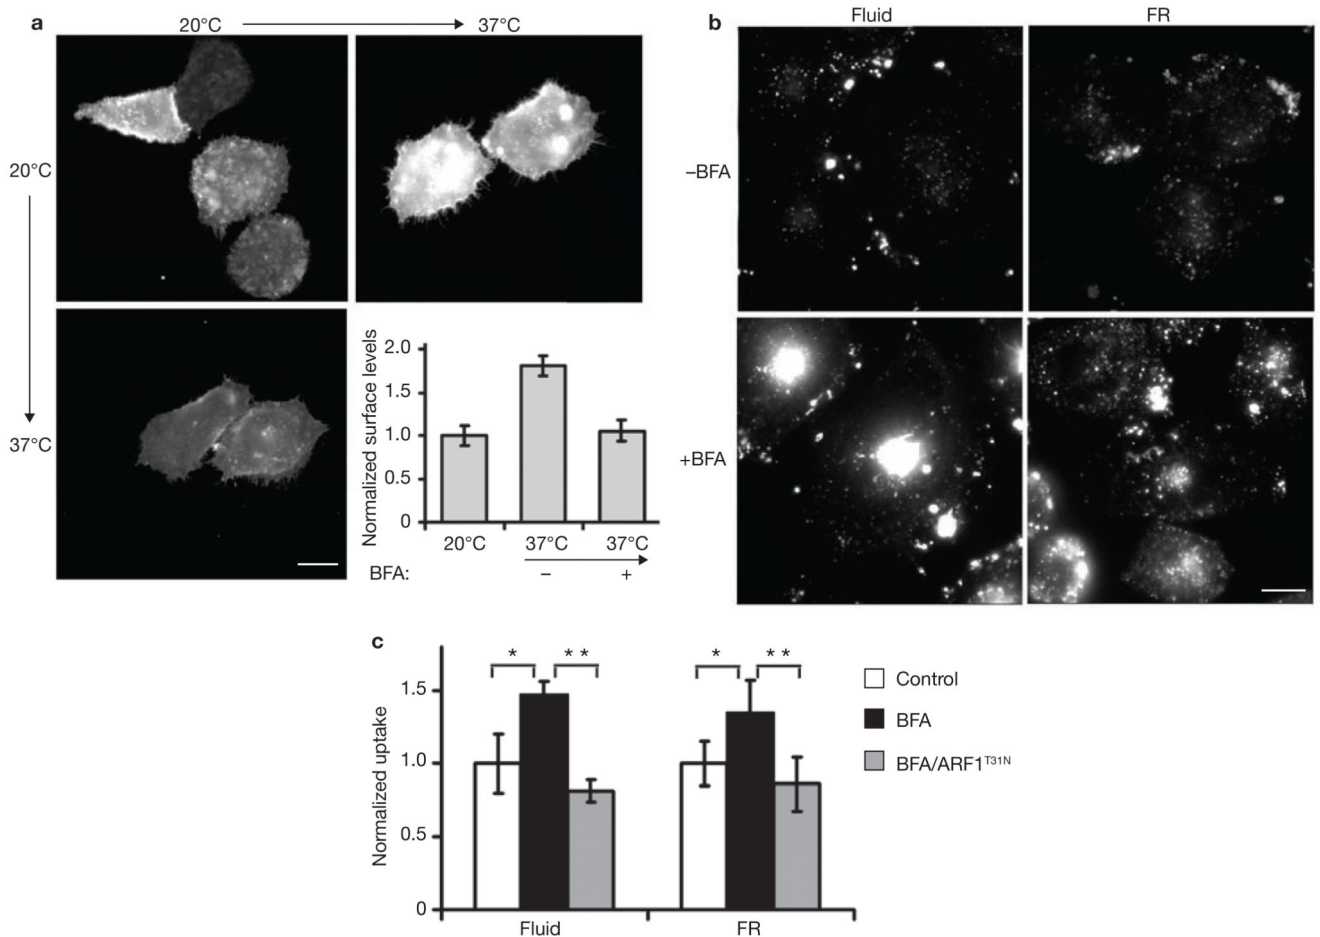 a
20°C
37°C
20°C
37°C
Normalized surface levels
2.0
1.5
1.0
0.5
0
20°C 37°C 37°C
BFA: – +
b
Fluid FR
–BFA
+BFA
c
Normalized uptake
1.5
1.0
0.5
0
* * * * * *
Fluid FR
Control
BFA
BFA/ARF1T31N